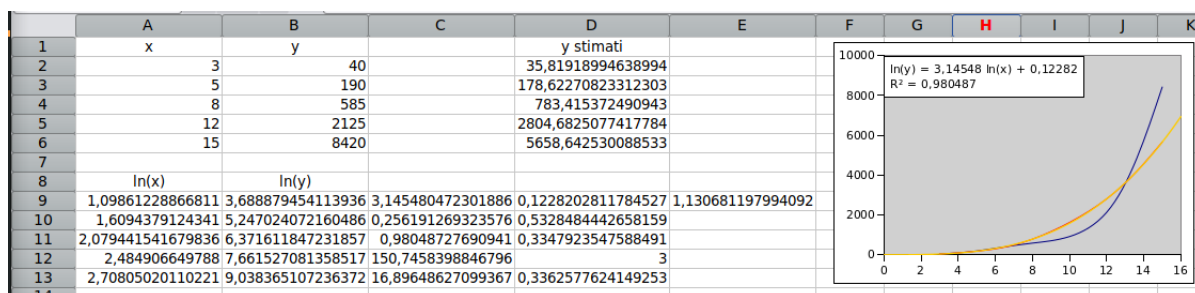 A B C D E F G H I J K
1 x y y stimati
2 3 40 35,81918994638994
3 5 190 178,62270823312303
4 8 585 783,415372490943
5 12 2125 2804,6825077417784
6 15 8420 5658,642530088533
7
8 ln(x) ln(y)
9 1,09861228866811 3,688879454113936 3,145480472301886 0,1228202811784527 1,130681197994092
10 1,6094379124341 5,247024072160486 0,256191269323576 0,5328484442658159
11 2,079441541679836 6,371611847231857 0,98048727690941 0,3347923547588491
12 2,484906649788 7,661527081358517 150,7458398846796 3
13 2,70805020110221 9,038365107236372 16,89648627099367 0,3362577624149253
ln(y) = 3,14548 ln(x) + 0,12282
R² = 0,980487
10000
8000
6000
4000
2000
0
0 2 4 6 8 10 12 14 16